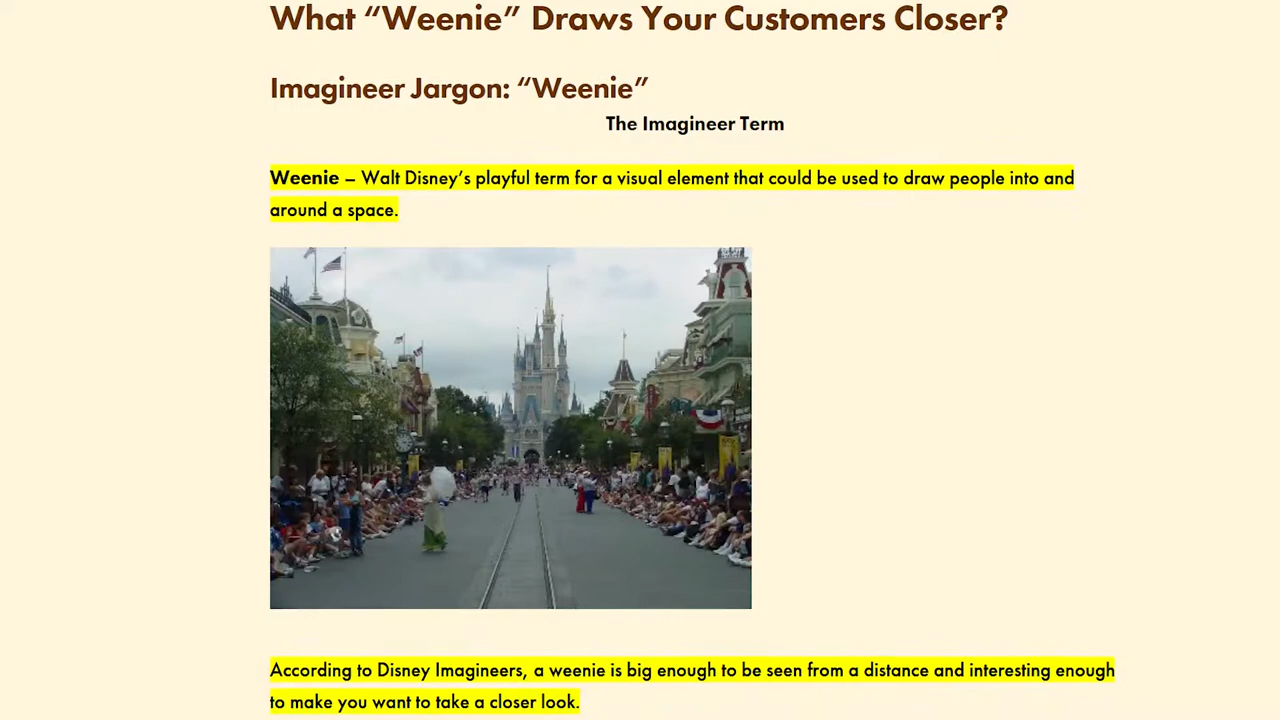 What “Weenie” Draws Your Customers Closer?
Imagineer Jargon: “Weenie”
The Imagineer Term
Weenie – Walt Disney’s playful term for a visual element that could be used to draw people into and
around a space.
According to Disney Imagineers, a weenie is big enough to be seen from a distance and interesting enough
to make you want to take a closer look.